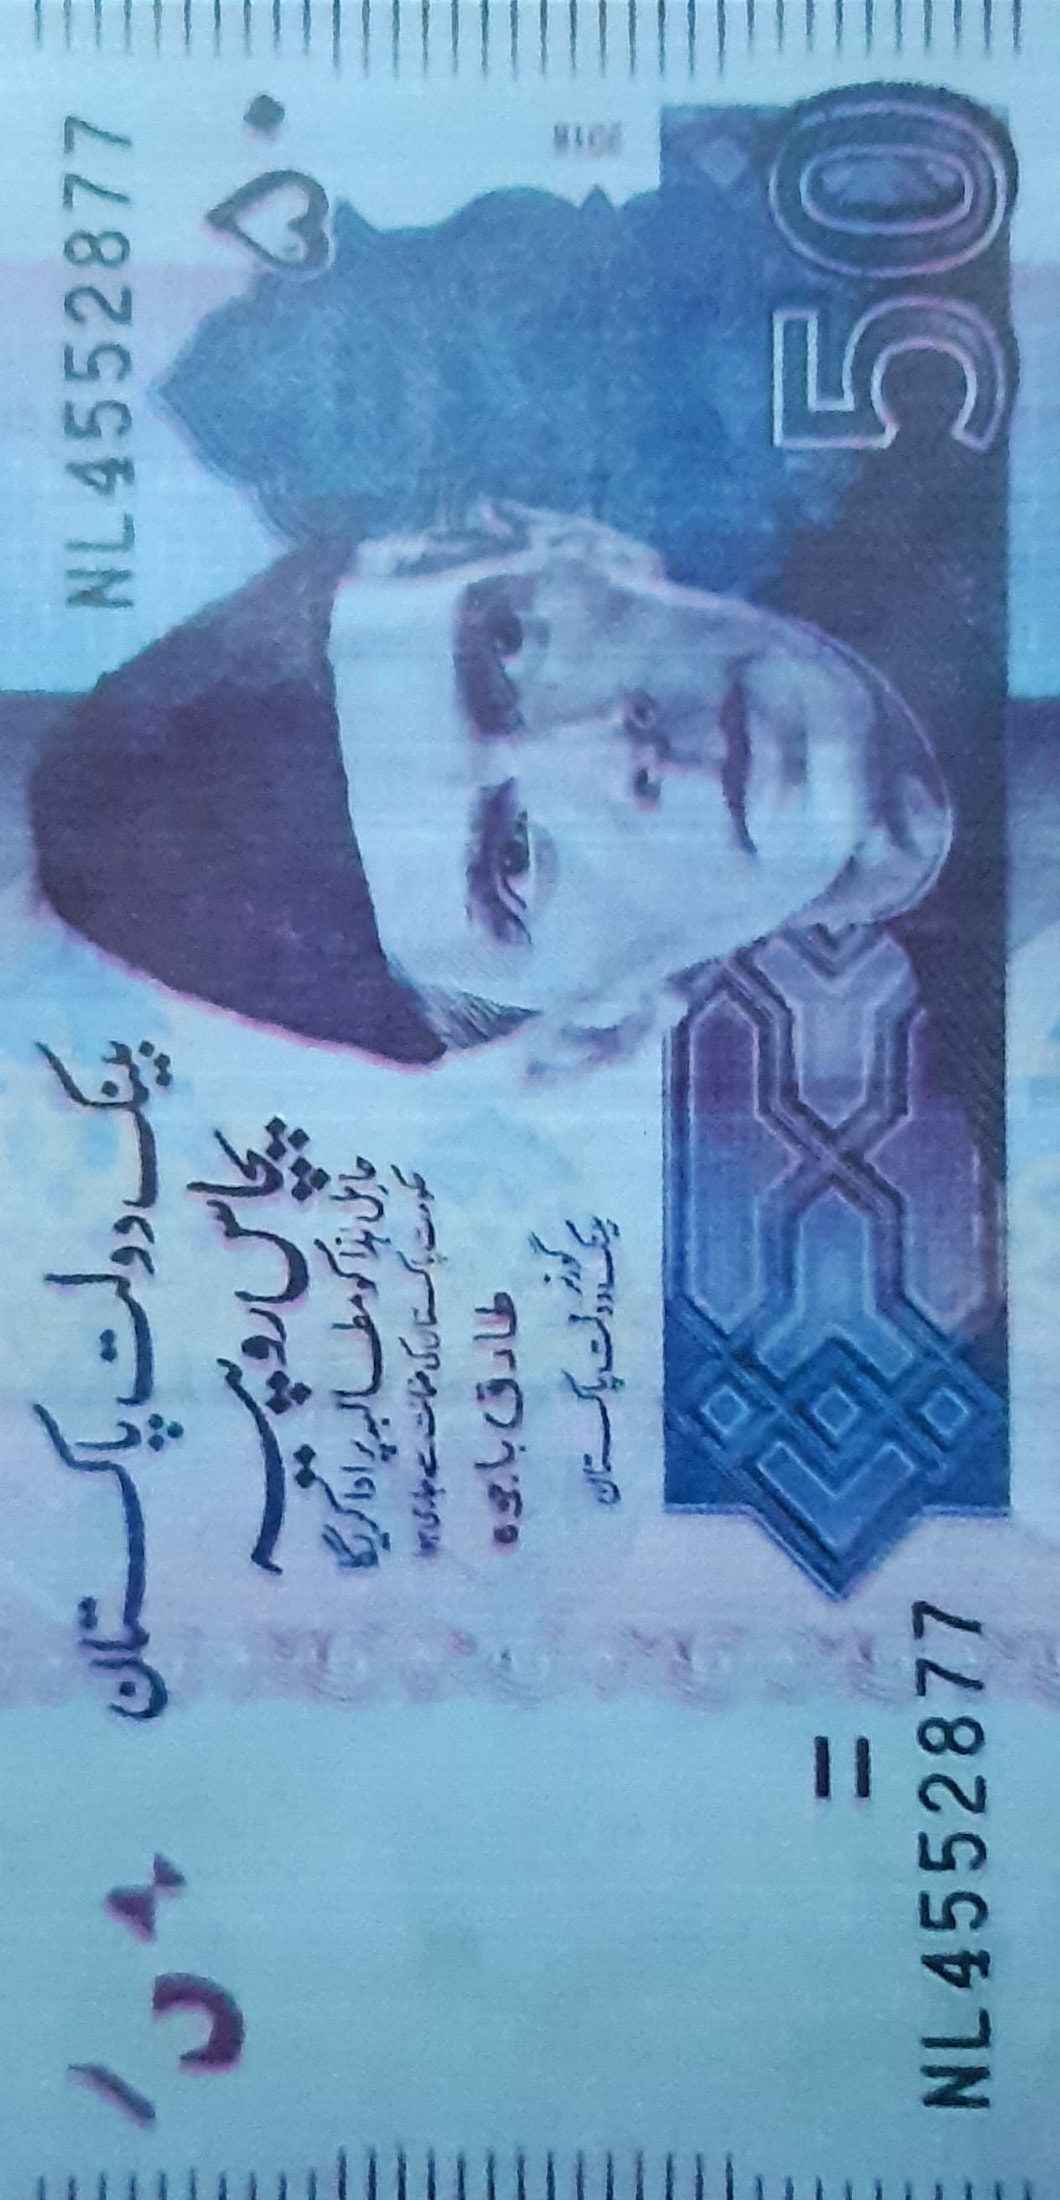 NL4552877
۵۰
2018
بینک دولت پاکستان
پچاس روپیہ
حامل ہٰذا کو مطالبہ پر ادا کریگا
حکومت پاکستان کی ضمانت سے جاری ہوا
طارق باجوہ
گورنر
بینک دولت پاکستان
50
NL4552877